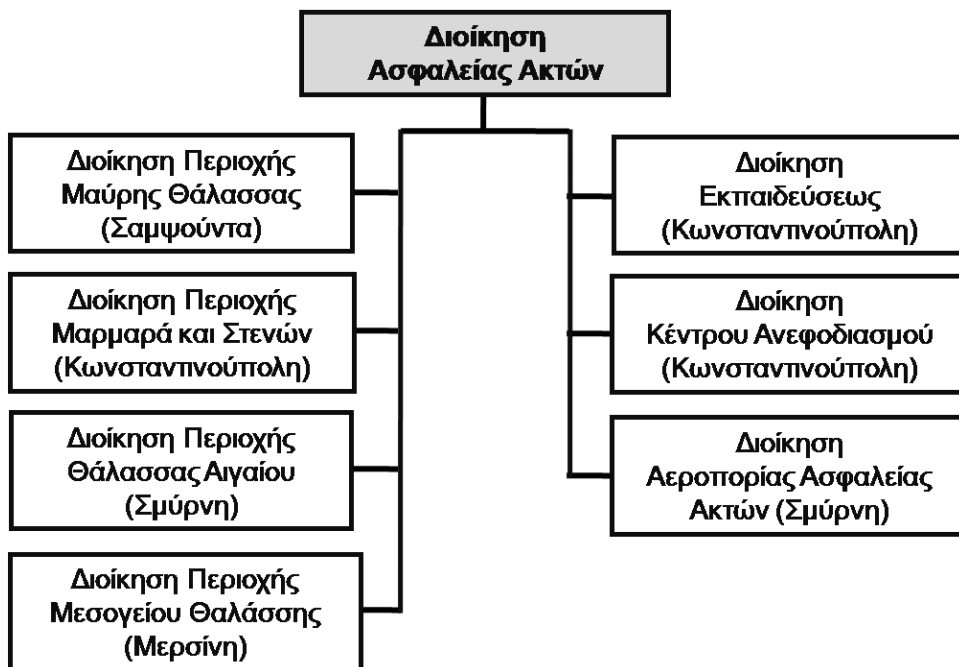 Διοίκηση
Ασφαλείας Ακτών
Διοίκηση Περιοχής
Μαύρης Θάλασσας
(Σαμψούντα)
Διοίκηση Περιοχής
Μαρμαρά και Στενών
(Κωνσταντινούπολη)
Διοίκηση Περιοχής
Θάλασσας Αιγαίου
(Σμύρνη)
Διοίκηση Περιοχής
Μεσογείου Θαλάσσης
(Μερσίνη)
Διοίκηση
Εκπαιδεύσεως
(Κωνσταντινούπολη)
Διοίκηση
Κέντρου Ανεφοδιασμού
(Κωνσταντινούπολη)
Διοίκηση
Αεροπορίας Ασφαλείας
Ακτών (Σμύρνη)